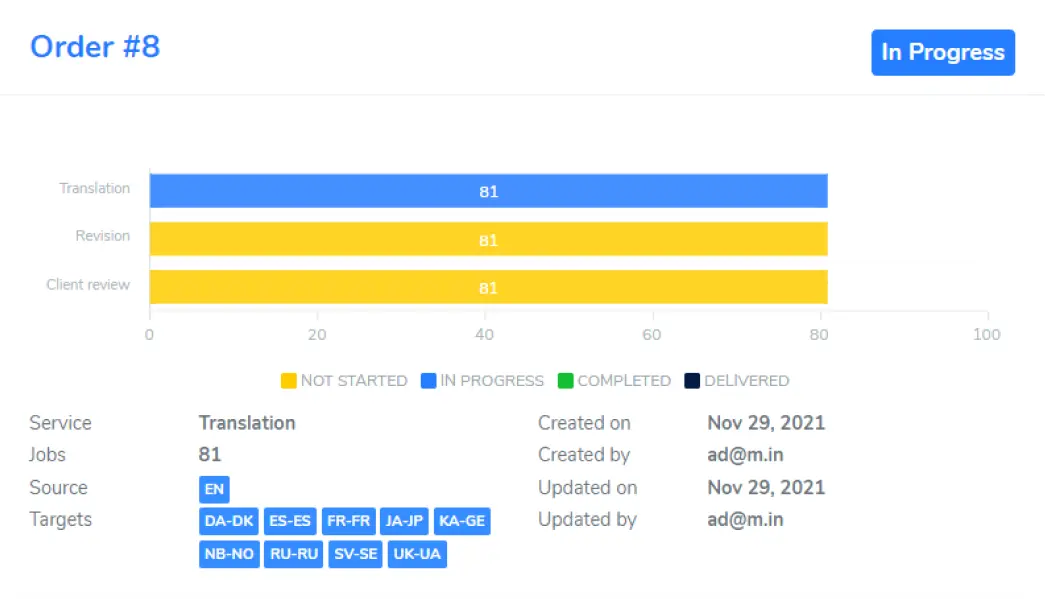 Order #8
In Progress
Translation 81
Revision 81
Client review 81
0 20 40 60 80 100
NOT STARTED IN PROGRESS COMPLETED DELIVERED
Service Translation Created on Nov 29, 2021
Jobs 81 Created by ad@m.in
Source EN Updated on Nov 29, 2021
Targets DA-DK ES-ES FR-FR JA-JP KA-GE Updated by ad@m.in
NB-NO RU-RU SV-SE UK-UA